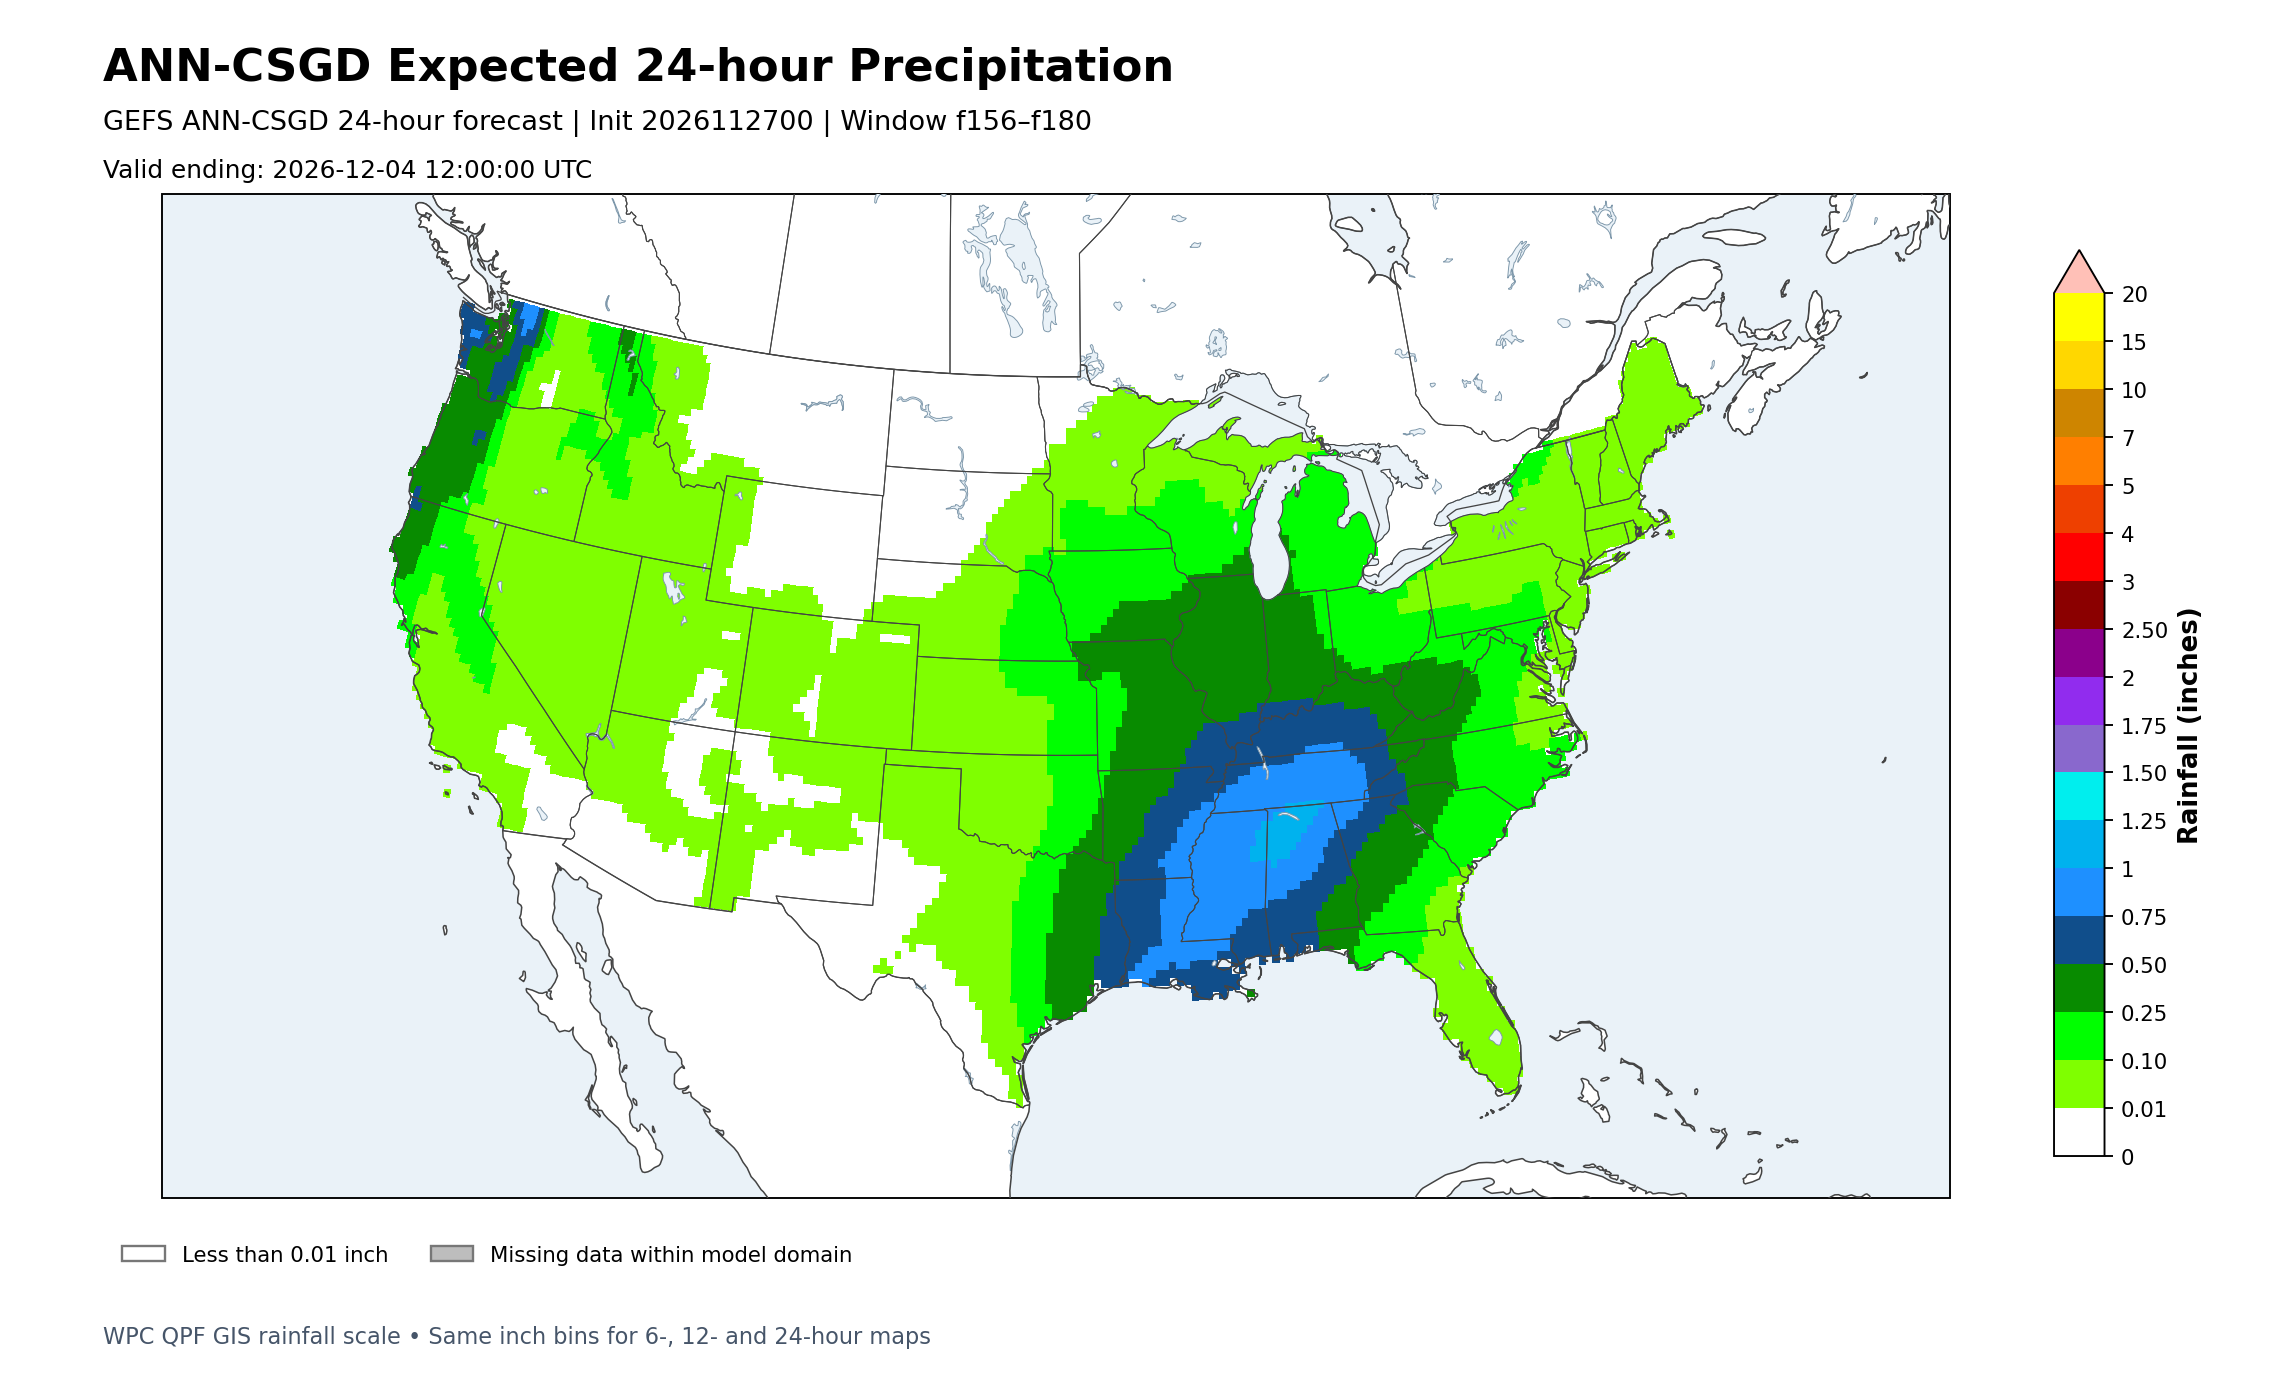 ANN-CSGD Expected 24-hour Precipitation
GEFS ANN-CSGD 24-hour forecast | Init 2026112700 | Window f156–f180
Valid ending: 2026-12-04 12:00:00 UTC
20
15
10
7
5
4
3
2.50
2
1.75
1.50
1.25
1
0.75
0.50
0.25
0.10
0.01
0
Rainfall (inches)
Less than 0.01 inch
Missing data within model domain
WPC QPF GIS rainfall scale • Same inch bins for 6-, 12- and 24-hour maps